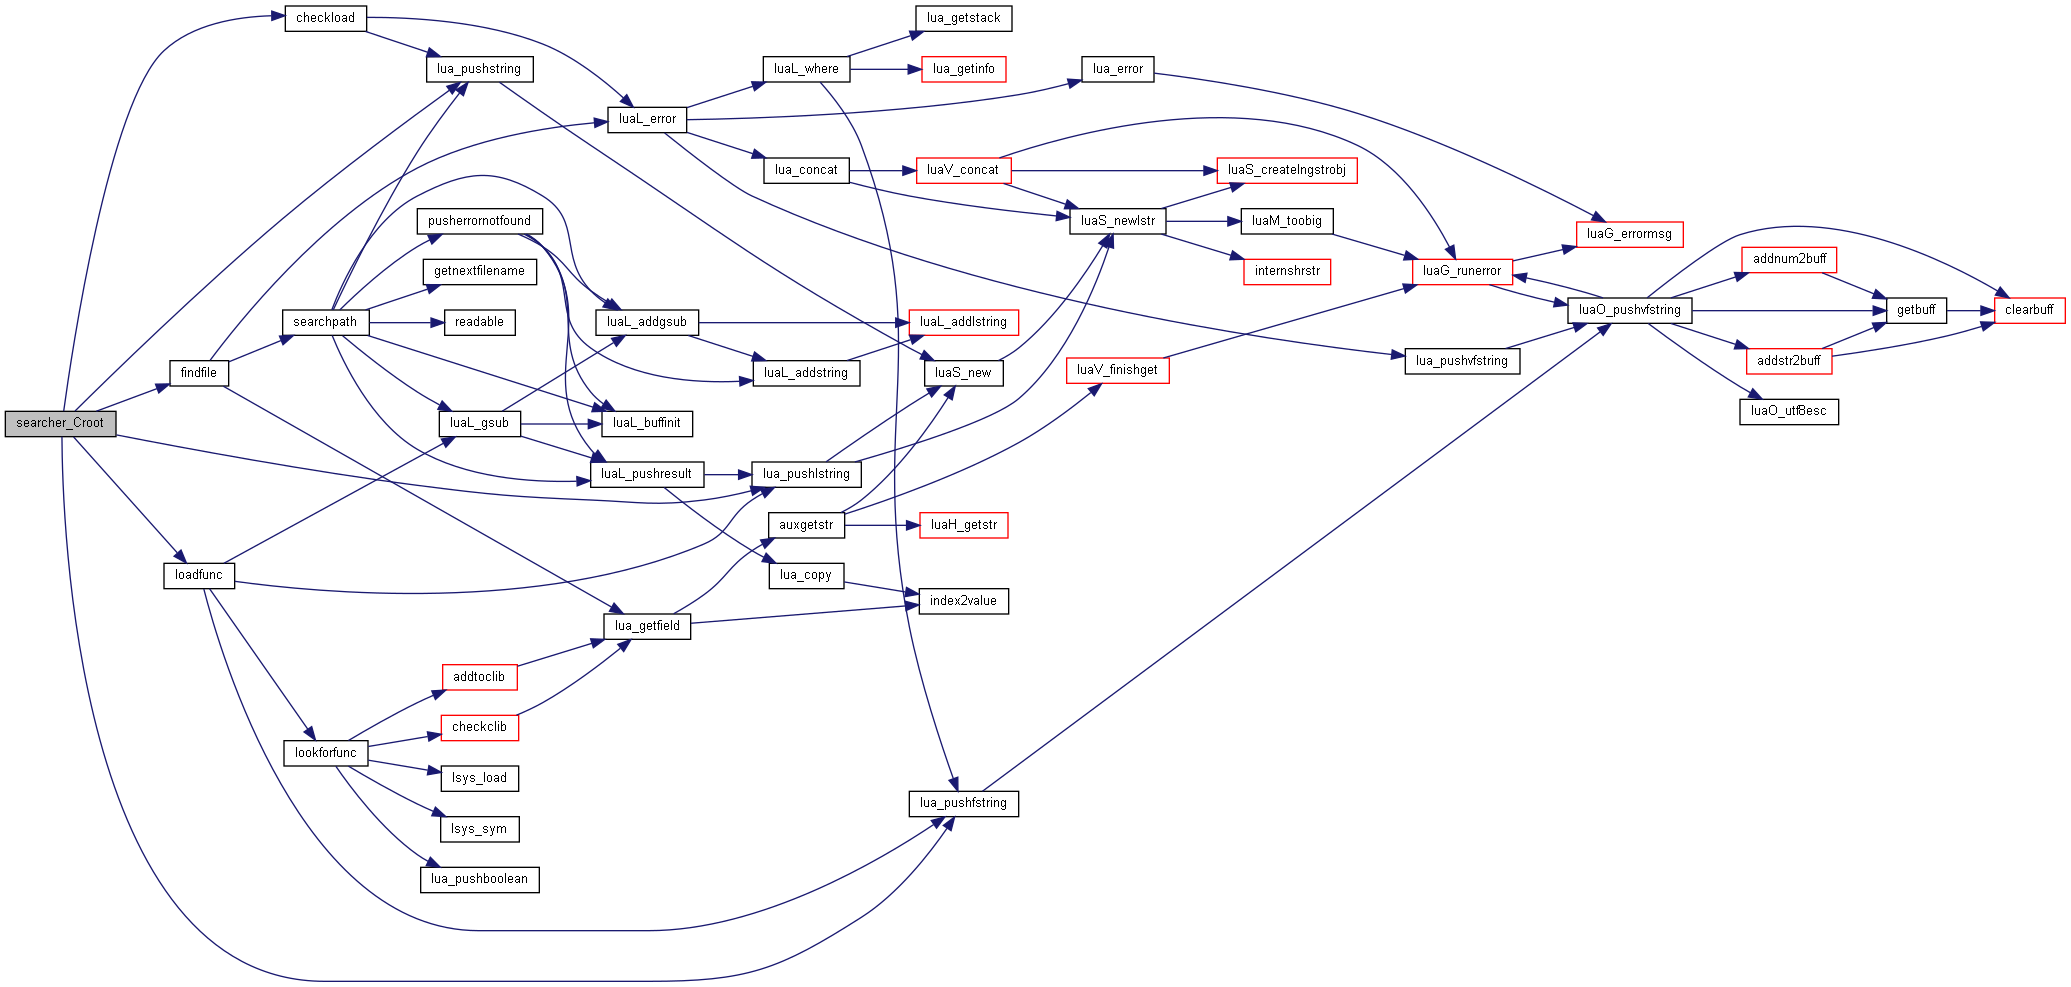 searcher_Croot
checkload
findfile
loadfunc
lua_pushstring
searchpath
lookforfunc
pusherrornotfound
getnextfilename
readable
luaL_gsub
addtoclib
checkclib
lsys_load
lsys_sym
lua_pushboolean
luaL_error
luaL_addgsub
luaL_buffinit
luaL_pushresult
lua_getfield
luaL_where
lua_concat
luaL_addstring
lua_pushlstring
auxgetstr
lua_copy
lua_getstack
lua_getinfo
luaV_concat
luaL_addlstring
luaS_new
luaH_getstr
index2value
lua_pushfstring
lua_error
luaS_newlstr
luaV_finishget
luaS_createlngstrobj
luaM_toobig
internshrstr
luaG_runerror
lua_pushvfstring
luaG_errormsg
luaO_pushvfstring
addnum2buff
addstr2buff
luaO_utf8esc
getbuff
clearbuff